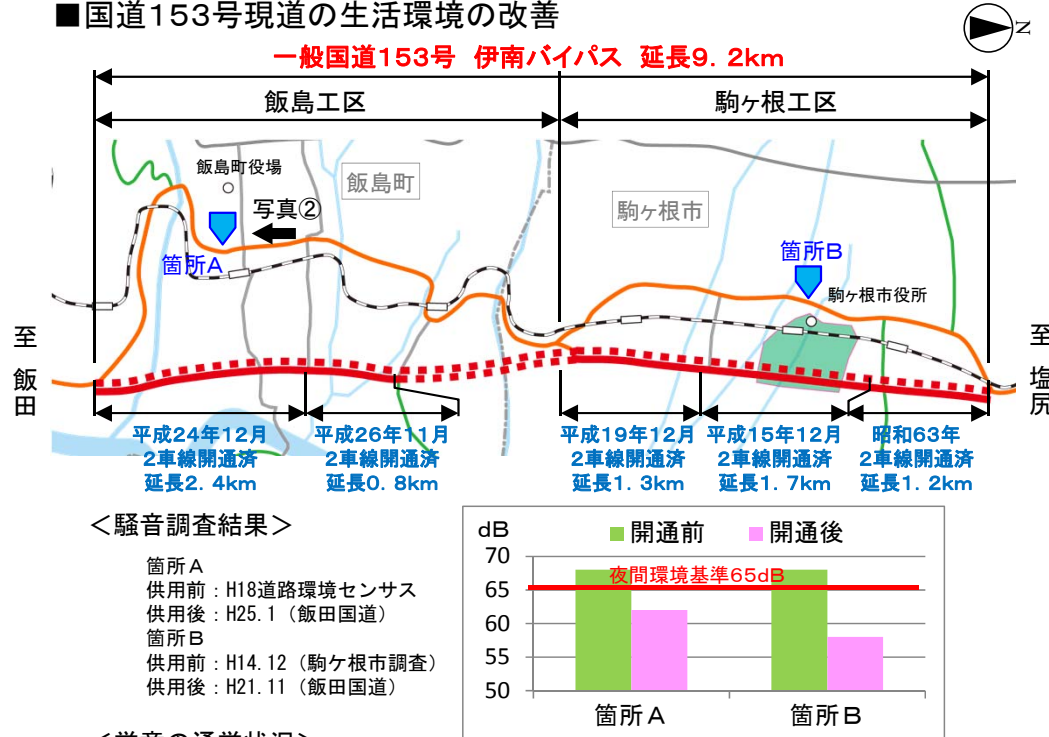 ■国道153号現道の生活環境の改善
N
一般国道153号 伊南バイパス 延長9.2km
飯島工区
駒ヶ根工区
飯島町役場
飯島町
写真②
駒ヶ根市
箇所A
箇所B
駒ヶ根市役所
至 飯田
至 塩尻
平成24年12月
2車線開通済
延長2.4km
平成26年11月
2車線開通済
延長0.8km
平成19年12月
2車線開通済
延長1.3km
平成15年12月
2車線開通済
延長1.7km
昭和63年
2車線開通済
延長1.2km
＜騒音調査結果＞
箇所A
供用前：H18道路環境センサス
供用後：H25.1（飯田国道）
箇所B
供用前：H14.12（駒ケ根市調査）
供用後：H21.11（飯田国道）
dB
開通前
開通後
夜間環境基準65dB
70
65
60
55
50
箇所A
箇所B